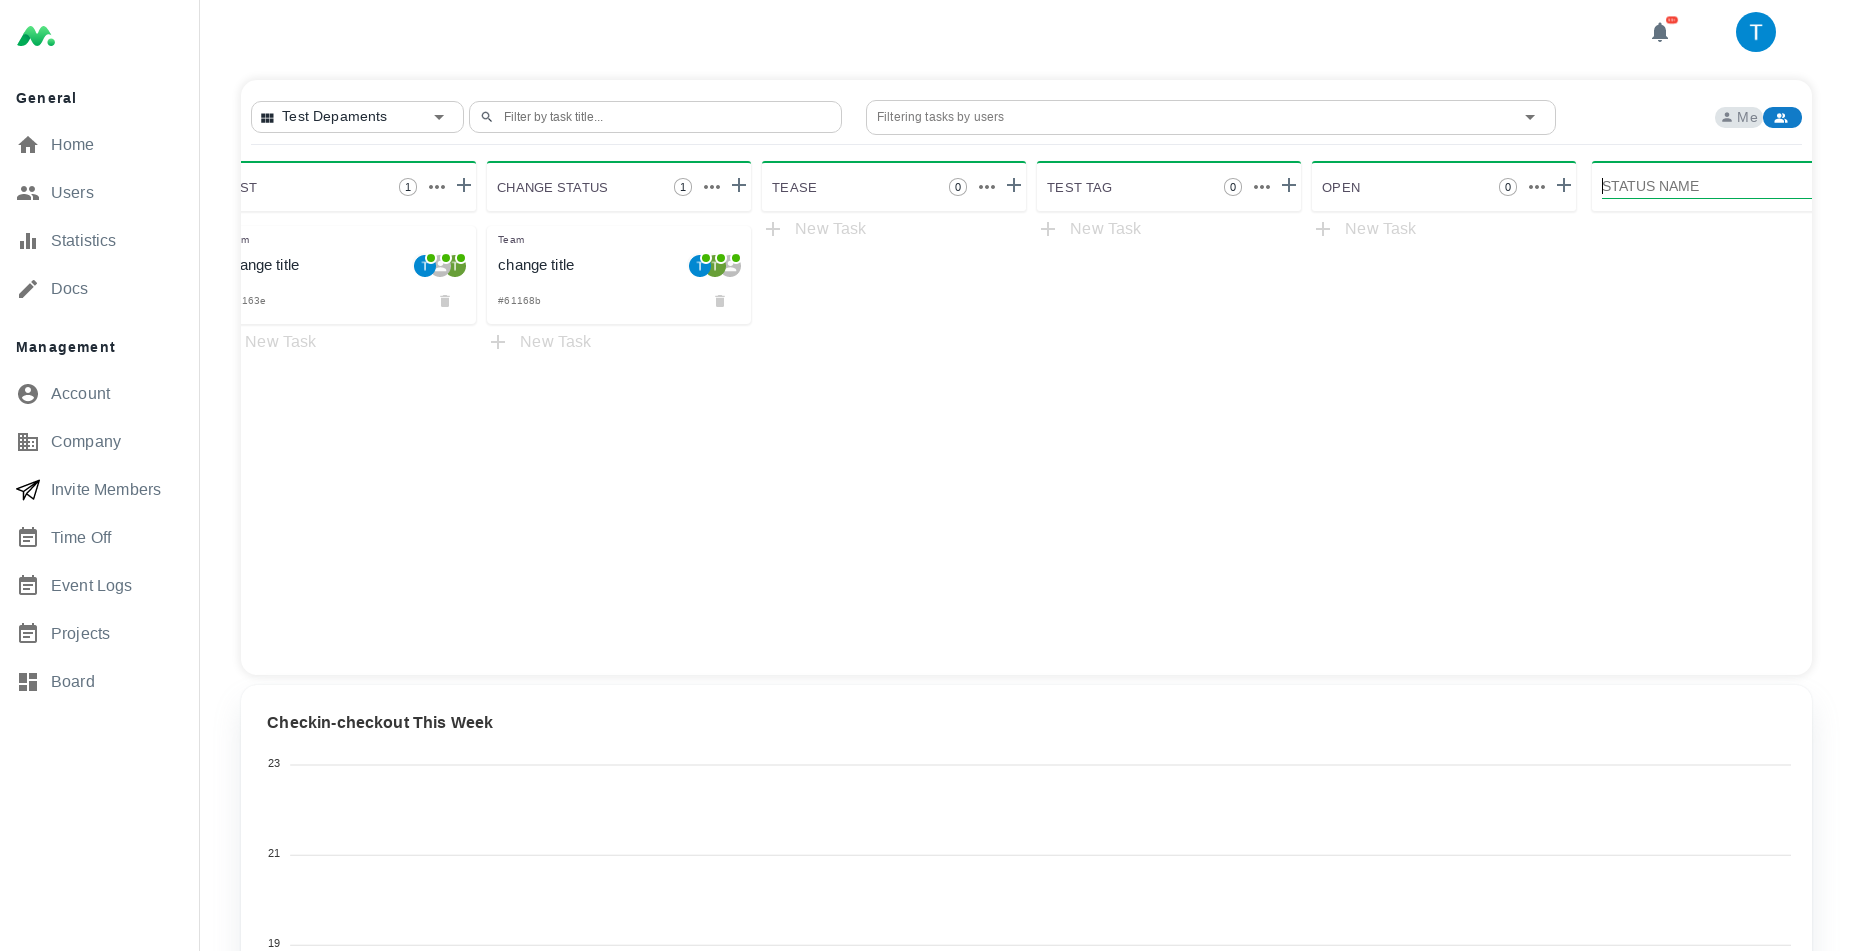 General
Home
Users
Statistics
Docs
Management
Account
Company
Invite Members
Time Off
Event Logs
Projects
Board
T
Test Depaments
Filter by task title...
Filtering tasks by users
Me
ST 1
CHANGE STATUS 1
TEASE 0
TEST TAG 0
OPEN 0
STATUS NAME
m
ange title
T T
163e
New Task
Team
change title
T T
#61168b
New Task
New Task
New Task
New Task
Checkin-checkout This Week
23
21
19